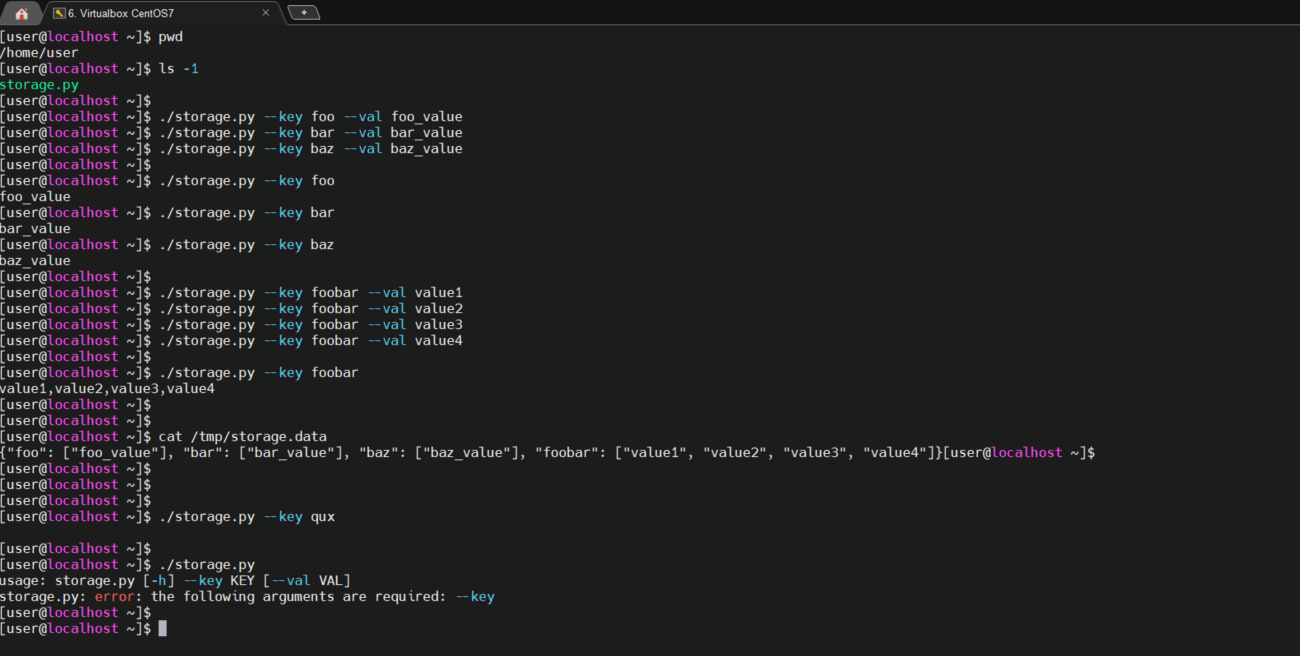 6. Virtualbox CentOS7
[user@localhost ~]$ pwd
/home/user
[user@localhost ~]$ ls -1
storage.py
[user@localhost ~]$
[user@localhost ~]$ ./storage.py --key foo --val foo_value
[user@localhost ~]$ ./storage.py --key bar --val bar_value
[user@localhost ~]$ ./storage.py --key baz --val baz_value
[user@localhost ~]$
[user@localhost ~]$ ./storage.py --key foo
foo_value
[user@localhost ~]$ ./storage.py --key bar
bar_value
[user@localhost ~]$ ./storage.py --key baz
baz_value
[user@localhost ~]$
[user@localhost ~]$ ./storage.py --key foobar --val value1
[user@localhost ~]$ ./storage.py --key foobar --val value2
[user@localhost ~]$ ./storage.py --key foobar --val value3
[user@localhost ~]$ ./storage.py --key foobar --val value4
[user@localhost ~]$
[user@localhost ~]$ ./storage.py --key foobar
value1,value2,value3,value4
[user@localhost ~]$
[user@localhost ~]$
[user@localhost ~]$ cat /tmp/storage.data
{"foo": ["foo_value"], "bar": ["bar_value"], "baz": ["baz_value"], "foobar": ["value1", "value2", "value3", "value4"]}[user@localhost ~]$
[user@localhost ~]$
[user@localhost ~]$
[user@localhost ~]$
[user@localhost ~]$ ./storage.py --key qux
[user@localhost ~]$
[user@localhost ~]$ ./storage.py
usage: storage.py [-h] --key KEY [--val VAL]
storage.py: error: the following arguments are required: --key
[user@localhost ~]$
[user@localhost ~]$